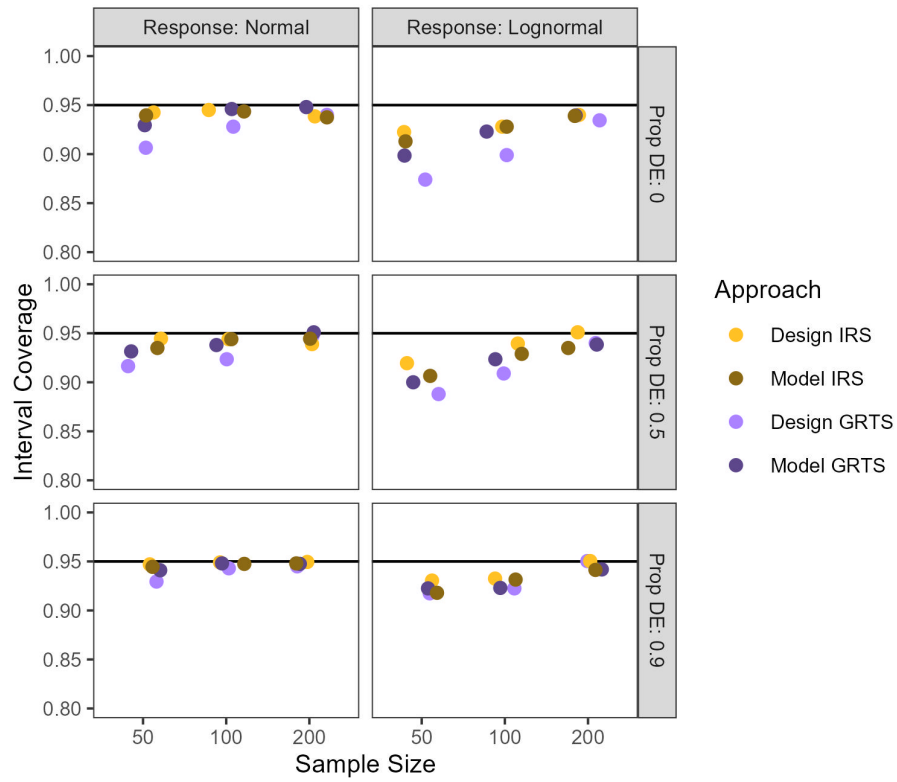 Response: Normal
Response: Lognormal
1.00
0.95
0.90
0.85
0.80
Prop DE: 0
1.00
0.95
0.90
0.85
0.80
Prop DE: 0.5
1.00
0.95
0.90
0.85
0.80
Prop DE: 0.9
Interval Coverage
50
100
200
50
100
200
Sample Size
Approach
Design IRS
Model IRS
Design GRTS
Model GRTS